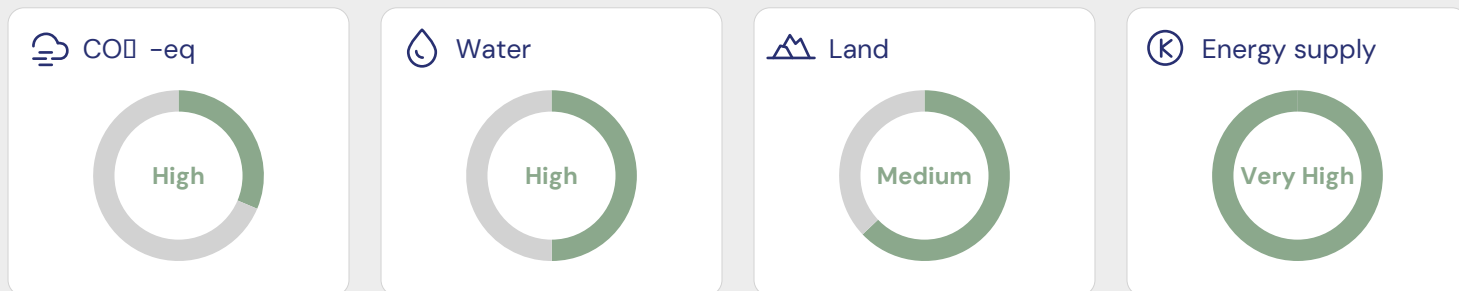 CO▯ -eq
High
Water
High
Land
Medium
Energy supply
Very High